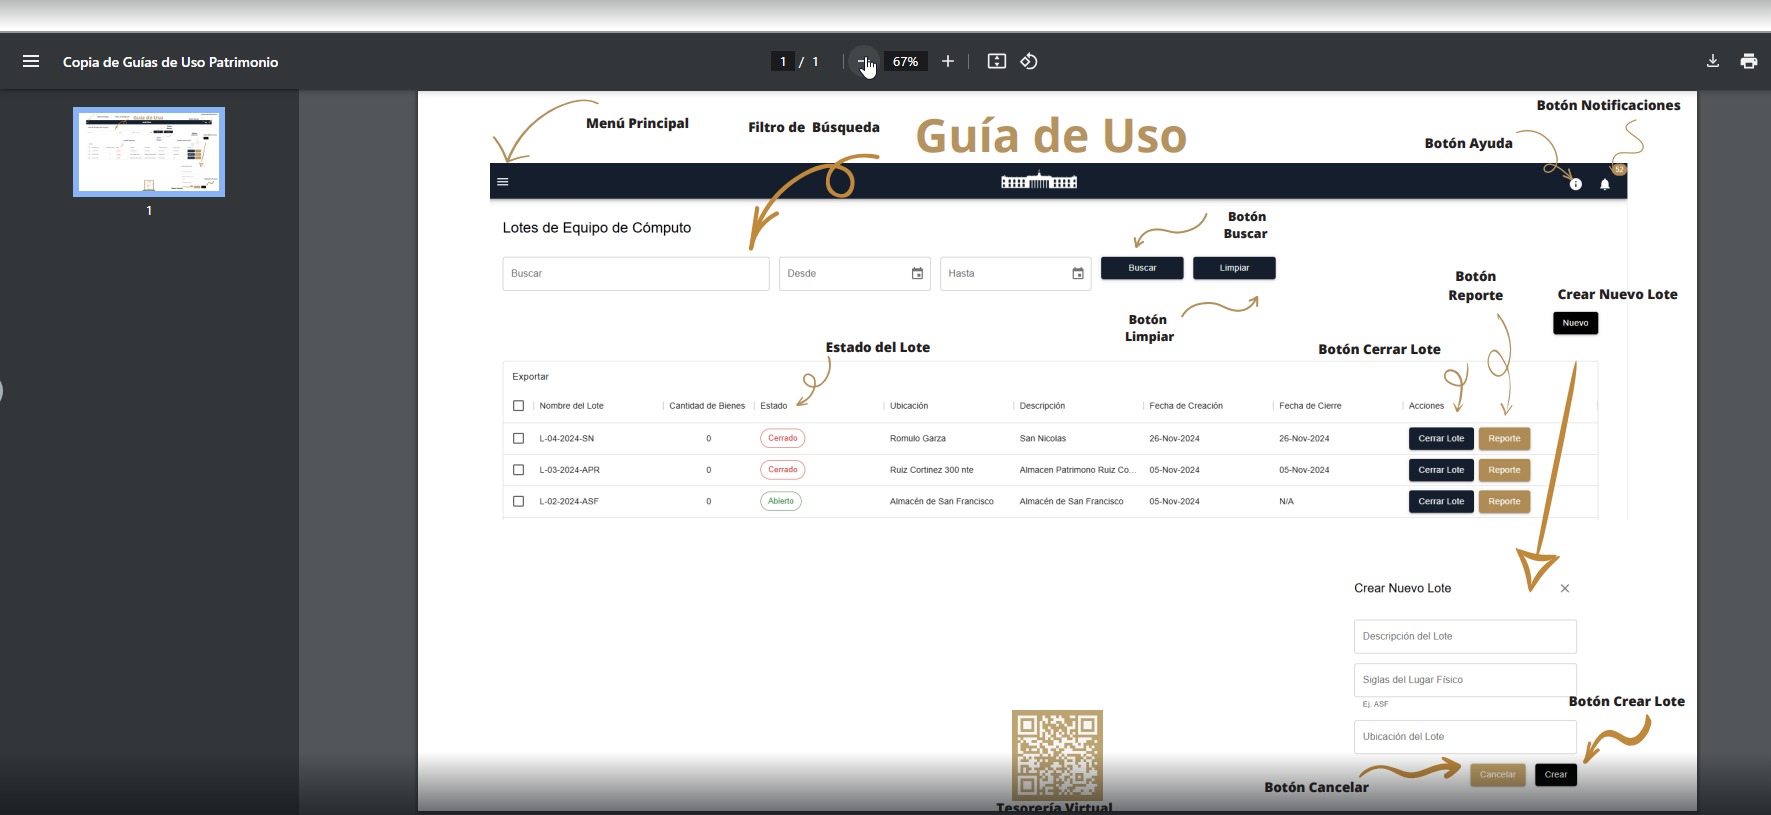 Copia de Guías de Uso Patrimonio
1 / 1
67%
1
Menú Principal
Filtro de Búsqueda
Guía de Uso
Botón Notificaciones
Botón Ayuda
52
Lotes de Equipo de Cómputo
Botón
Buscar
Buscar
Desde
Hasta
Buscar
Limpiar
Botón
Limpiar
Botón
Reporte
Crear Nuevo Lote
Nuevo
Estado del Lote
Botón Cerrar Lote
Exportar
Nombre del Lote Cantidad de Bienes Estado Ubicación Descripción Fecha de Creación Fecha de Cierre Acciones
L-04-2024-SN 0 Cerrado Romulo Garza San Nicolas 26-Nov-2024 26-Nov-2024 Cerrar Lote Reporte
L-03-2024-APR 0 Cerrado Ruiz Cortinez 300 nte Almacen Patrimono Ruiz Co... 05-Nov-2024 05-Nov-2024 Cerrar Lote Reporte
L-02-2024-ASF 0 Abierto Almacén de San Francisco Almacén de San Francisco 05-Nov-2024 N/A Cerrar Lote Reporte
Crear Nuevo Lote
Descripción del Lote
Siglas del Lugar Físico
Ej. ASF
Botón Crear Lote
Ubicación del Lote
Cancelar
Crear
Botón Cancelar
Tesorería Virtual